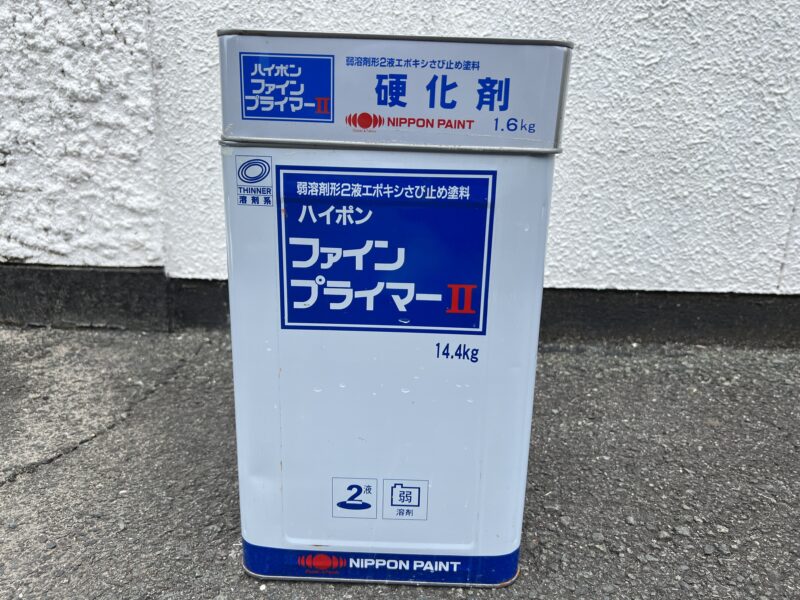 ハイポン
ファイン
プライマーII
弱溶剤形2液エポキシさび止め塗料
硬化剤
NIPPON PAINT
1.6kg
THINNER
溶剤系
弱溶剤形2液エポキシさび止め塗料
ハイポン
ファイン
プライマーII
14.4kg
2液
弱
溶剤
NIPPON PAINT